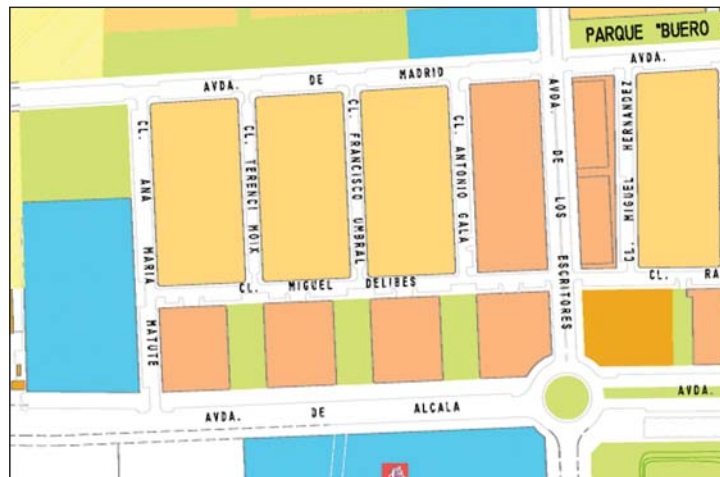 PARQUE "BUERO
AVDA. DE MADRID
AVDA.
CL. ANA MARIA MATUTE
CL. TERENCI MOIX
CL. FRANCISCO UMBRAL
CL. ANTONIO GALA
AVDA. DE LOS ESCRITORES
CL. MIGUEL HERNANDEZ
CL. MIGUEL DELIBES
CL. RA
AVDA. DE ALCALA
AVDA.